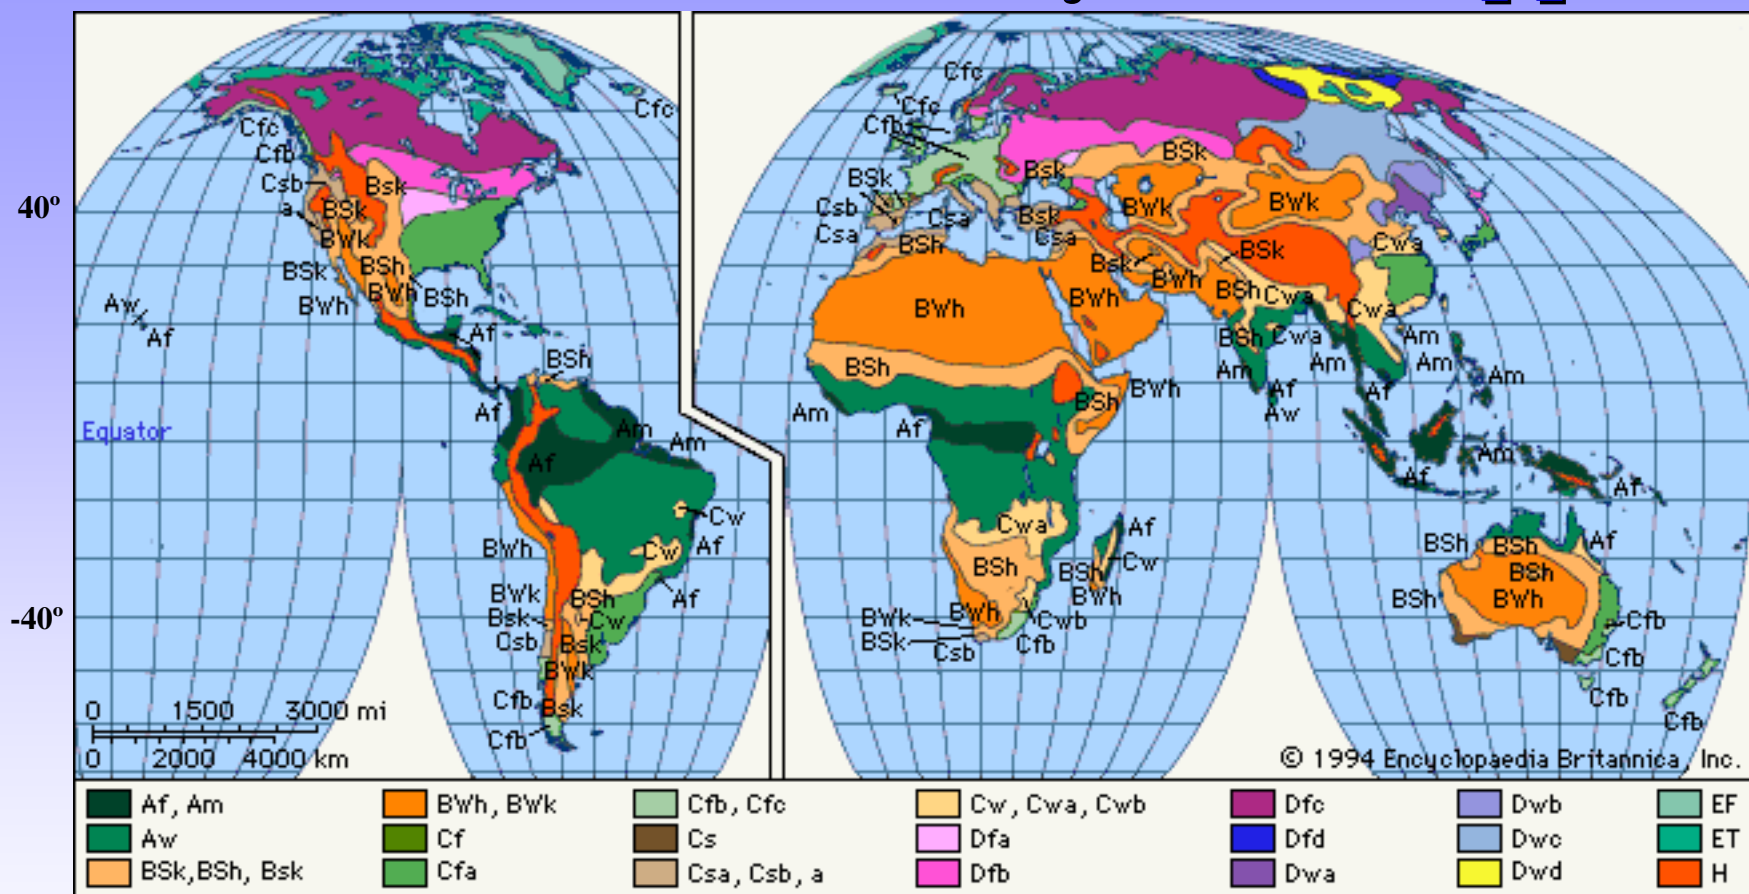 Cfc
Cfc
Cfc
Cfc
Cfb
Cfb
Csb
Bsk
BSk
a
BSk
BWk
BSk
BSh
BWh
BWh
BSh
Aw
Af
Af
BSh
40º
BSk
Bsk
BSk
Csb
Csa
Csa
Bsk
Csa
BSh
BWk
BWk
BSk
Cwa
Bsk
BWh
BSh
Cwa
Cwa
BWh
BWh
BSh
Cwa
Am
Am
Am
Am
Af
Aw
Af
Am
BSh
Am
BWh
BSh
Af
Equator
Af
Am
Am
Af
Af
Am
Af
Cw
Cw
Af
BWh
BWk
BSh
Af
Bsk
Cw
Csb
Bsk
BWk
Cfb
Bsk
Cfb
Cwa
BSh
Af
Cw
BSh
BWh
BWh
BWk
BSk
Csb
Cwb
Cfb
BSh
BSh
Af
BSh
BSh
BWh
Cfb
Cfb
Cfb
Cfb
-40º
0 1500 3000 mi
0 2000 4000 km
© 1994 Encyclopaedia Britannica, Inc.
Af, Am
Aw
BSk,BSh, Bsk
BWh, BWk
Cf
Cfa
Cfb, Cfc
Cs
Csa, Csb, a
Cw, Cwa, Cwb
Dfa
Dfb
Dfc
Dfd
Dwa
Dwb
Dwc
Dwd
EF
ET
H